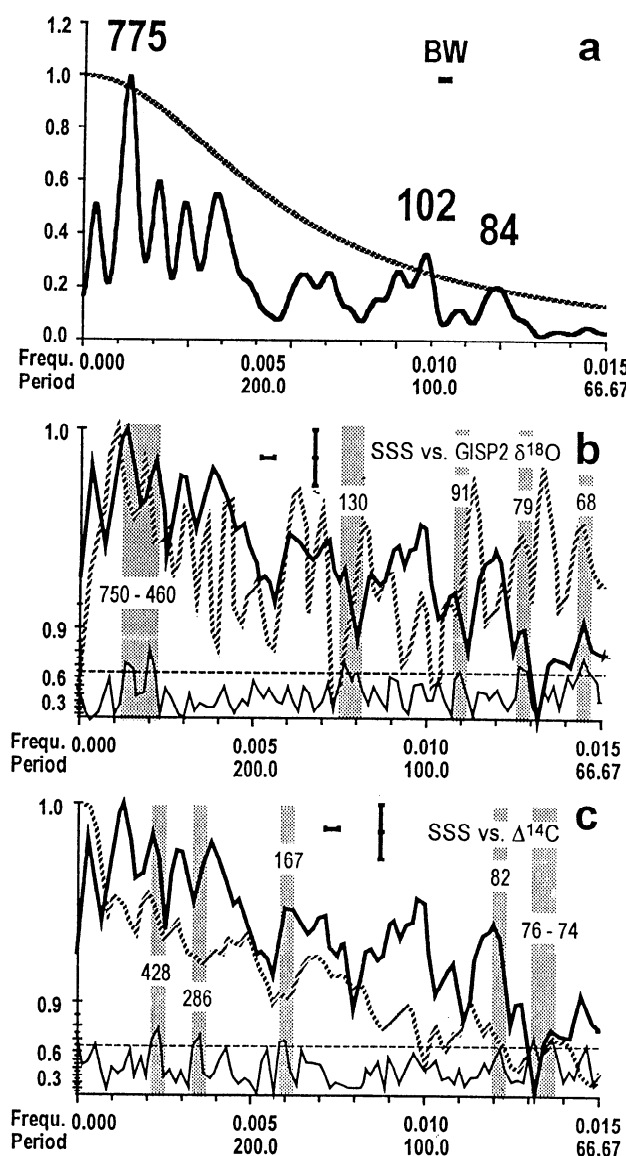 1.2
775
BW
a
1.0
0.8
0.6
102
84
0.4
0.2
0.0
Frequ. 0.000 0.005 0.010 0.015
Period 200.0 100.0 66.67
1.0
SSS vs. GISP2 δ¹⁸O
b
130
91
79
68
750 - 460
0.9
0.6
0.3
Frequ. 0.000 0.005 0.010 0.015
Period 200.0 100.0 66.67
1.0
SSS vs. Δ¹⁴C
c
167
82
76 - 74
428
286
0.9
0.6
0.3
Frequ. 0.000 0.005 0.010 0.015
Period 200.0 100.0 66.67